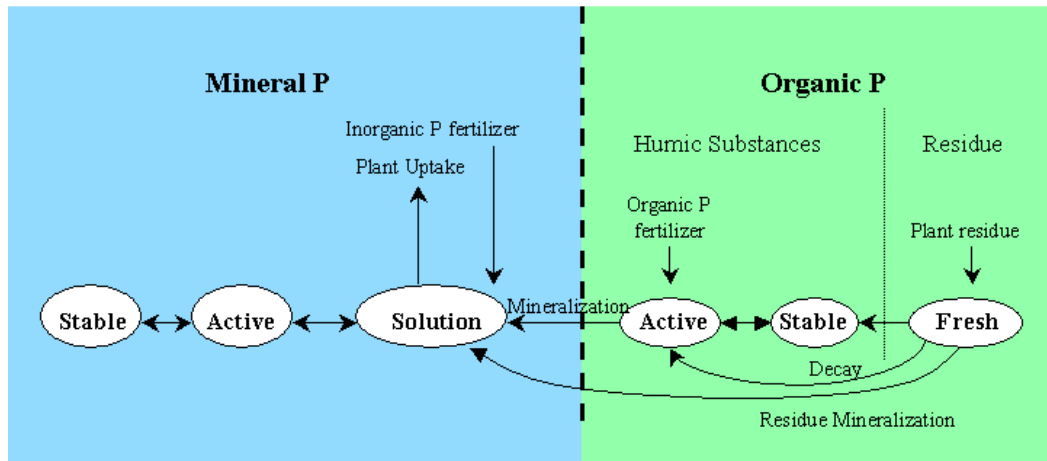 Mineral P
Organic P
Inorganic P fertilizer
Plant Uptake
Humic Substances
Residue
Organic P
fertilizer
Plant residue
Stable
Active
Solution
Mineralization
Active
Stable
Fresh
Decay
Residue Mineralization